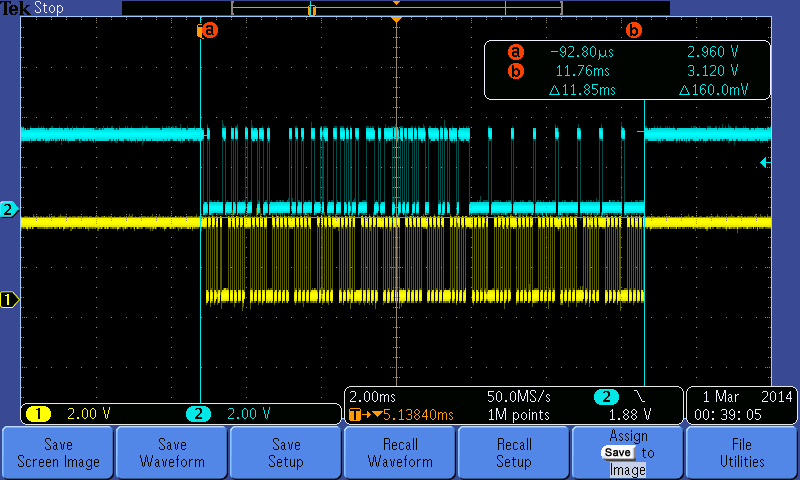 Tek Stop
a
b
a -92.80µs 2.960 V
b 11.76ms 3.120 V
△11.85ms △160.0mV
2
1
1 2.00 V 2 2.00 V
2.00ms 50.0MS/s 2
T→▼5.13840ms 1M points 1.88 V
1 Mar 2014
00:39:05
Save
Screen Image
Save
Waveform
Save
Setup
Recall
Waveform
Recall
Setup
Assign
Save to
Image
File
Utilities